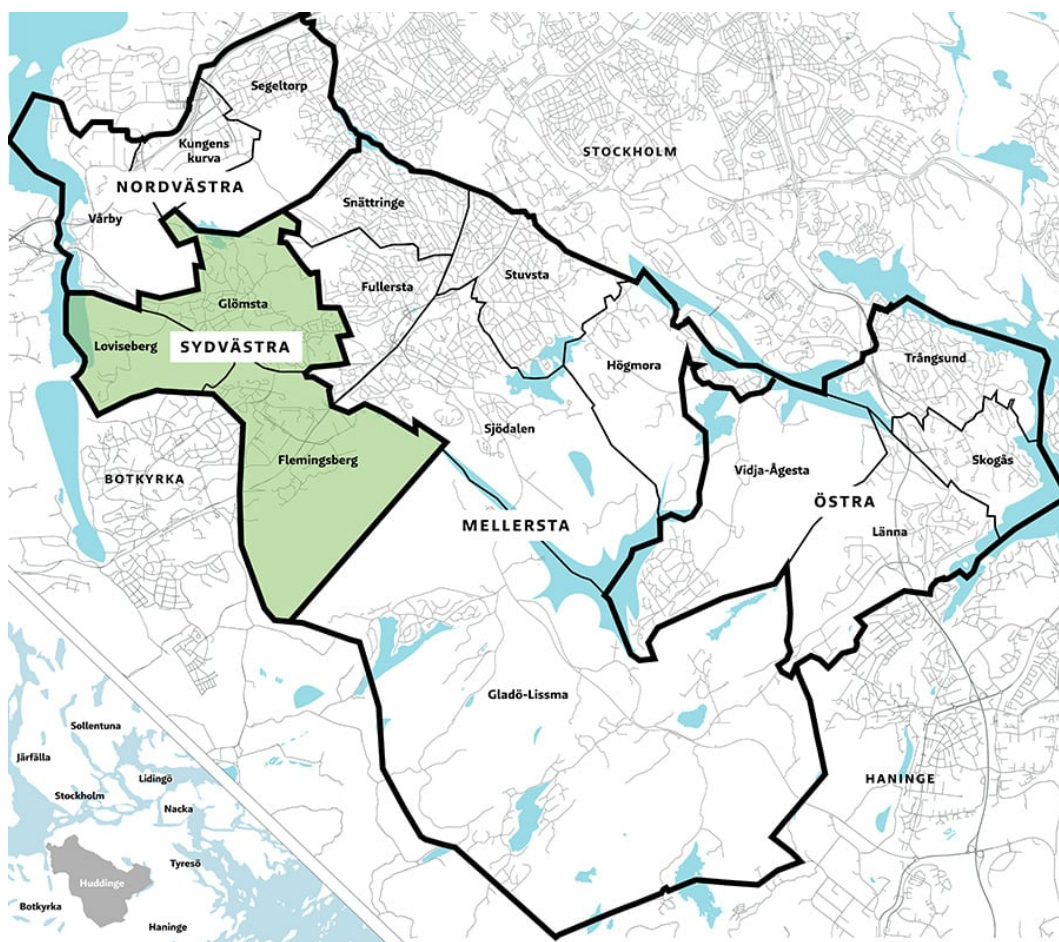 Segeltorp
Kungens
kurva
STOCKHOLM
NORDVÄSTRA
Vårby
Snättringe
Fullersta
Stuvsta
Glömsta
Loviseberg
SYDVÄSTRA
Trångsund
Högmora
Sjödalen
Flemingsberg
Vidja-Ågesta
Skogås
BOTKYRKA
ÖSTRA
MELLERSTA
Länna
Gladö-Lissma
HANINGE
Sollentuna
Järfälla
Lidingö
Stockholm
Nacka
Tyresö
Huddinge
Botkyrka
Haninge